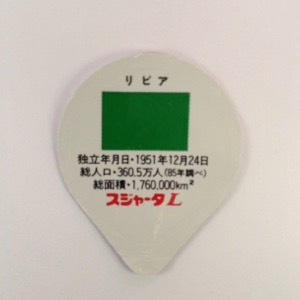 リビア
独立年月日・1951年12月24日
総人口・360.5万人(85年調べ)
総面積・1,760,000km²
スジャータL